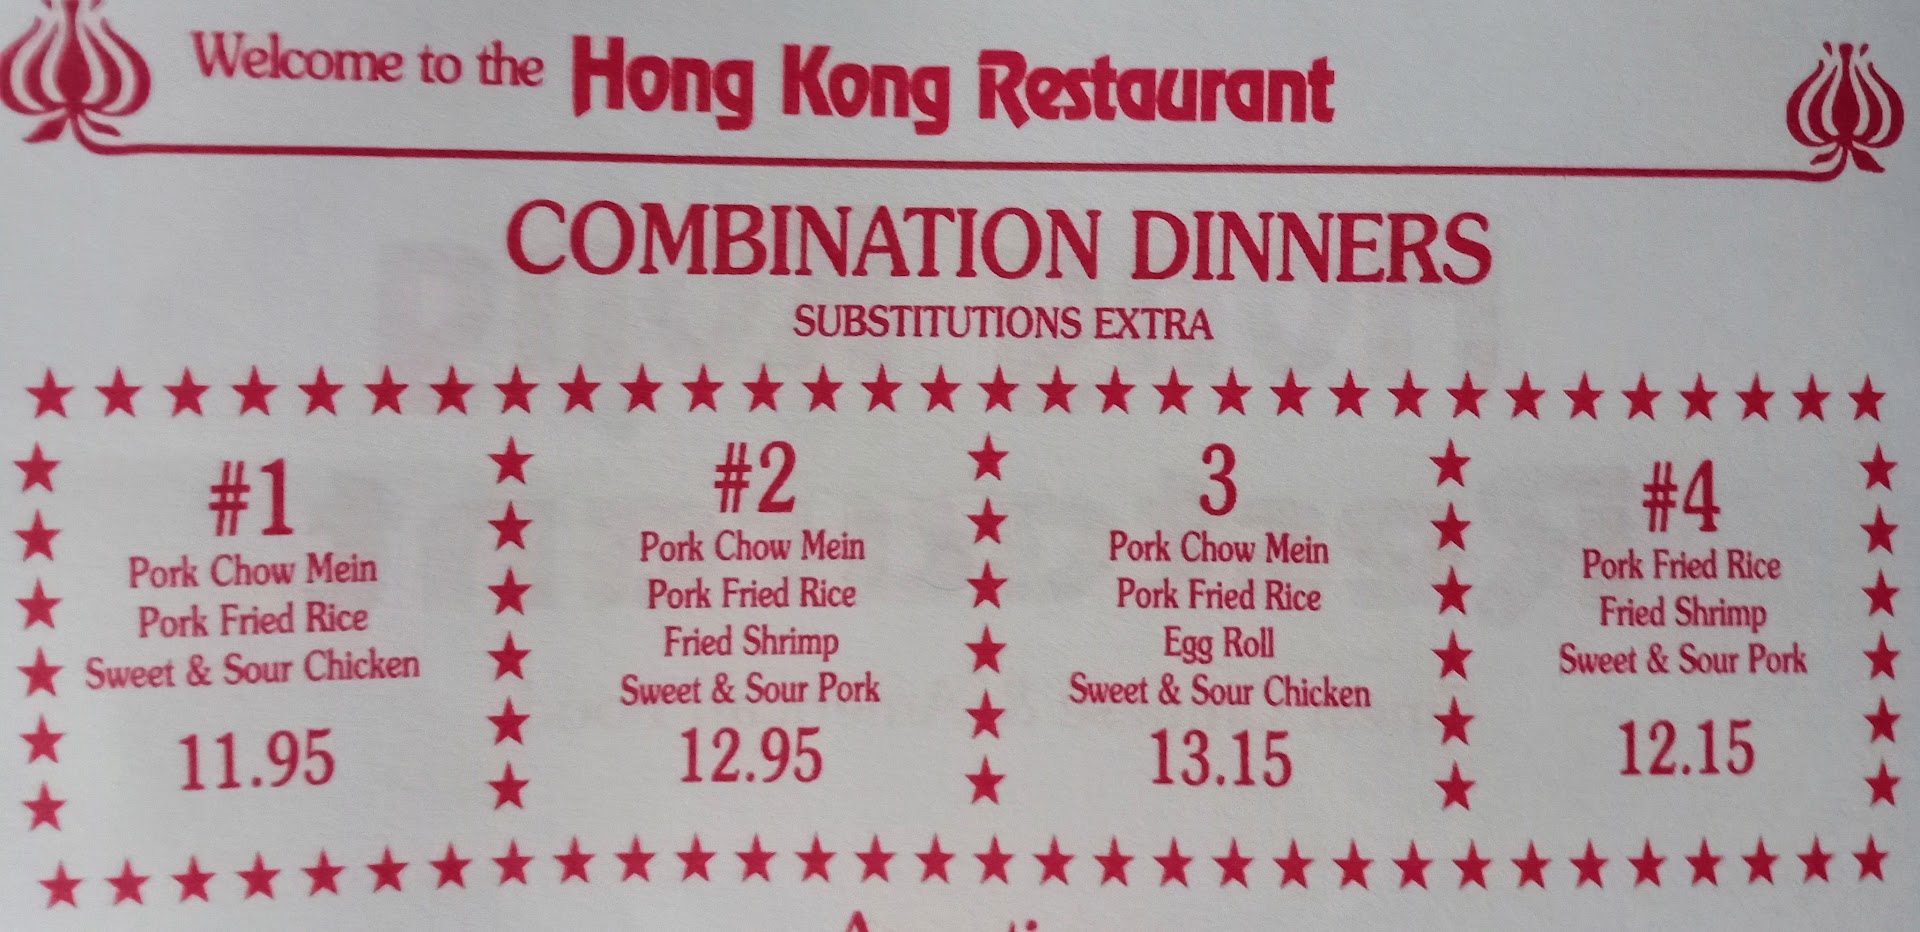 Welcome to the Hong Kong Restaurant
COMBINATION DINNERS
SUBSTITUTIONS EXTRA
#1
Pork Chow Mein
Pork Fried Rice
Sweet & Sour Chicken
11.95
#2
Pork Chow Mein
Pork Fried Rice
Fried Shrimp
Sweet & Sour Pork
12.95
3
Pork Chow Mein
Pork Fried Rice
Egg Roll
Sweet & Sour Chicken
13.15
#4
Pork Fried Rice
Fried Shrimp
Sweet & Sour Pork
12.15